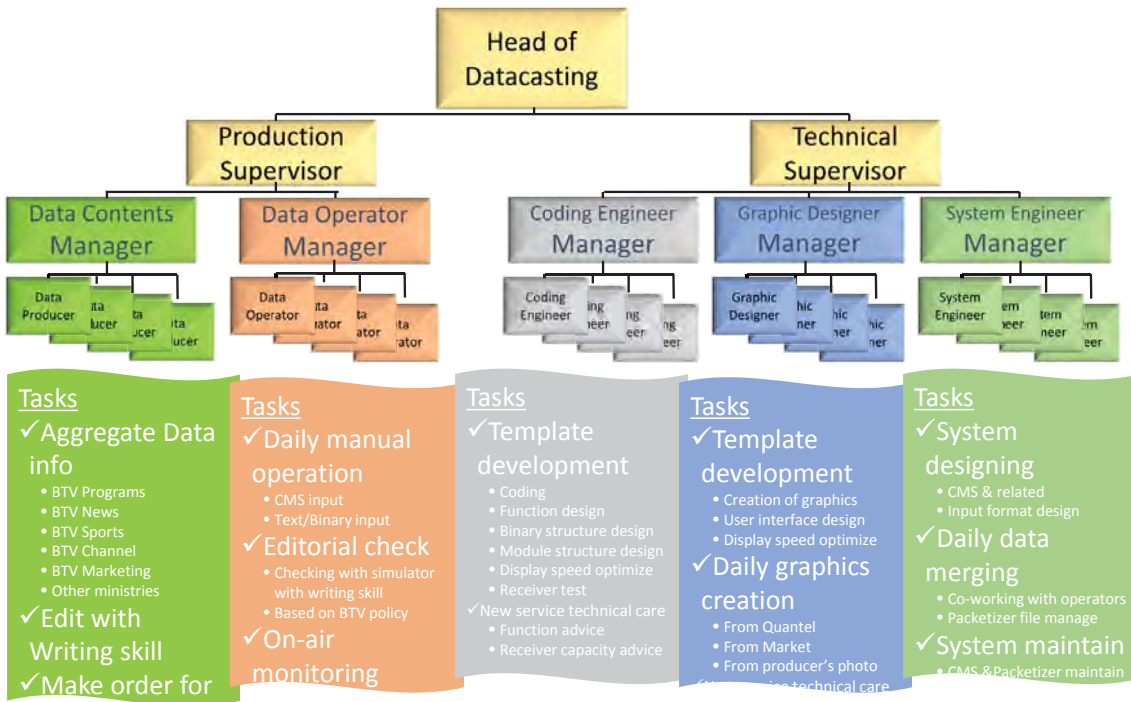 Head of
Datacasting
Production
Supervisor
Technical
Supervisor
Data Contents
Manager
Data Operator
Manager
Coding Engineer
Manager
Graphic Designer
Manager
System Engineer
Manager
Data
Producer
Data
Operator
Coding
Engineer
Graphic
Designer
System
Engineer
Tasks
✓Aggregate Data
info
• BTV Programs
• BTV News
• BTV Sports
• BTV Channel
• BTV Marketing
• Other ministries
✓Edit with
Writing skill
✓Make order for
Tasks
✓Daily manual
operation
• CMS input
• Text/Binary input
✓Editorial check
• Checking with simulator
with writing skill
• Based on BTV policy
✓On-air
monitoring
Tasks
✓Template
development
• Coding
• Function design
• Binary structure design
• Module structure design
• Display speed optimize
• Receiver test
✓New service technical care
• Function advice
• Receiver capacity advice
Tasks
✓Template
development
• Creation of graphics
• User interface design
• Display speed optimize
✓Daily graphics
creation
• From Quantel
• From Market
• From producer's photo
technical care
Tasks
✓System
designing
• CMS & related
• Input format design
✓Daily data
merging
• Co-working with operators
• Packetizer file manage
✓System maintain
• CMS &Packetizer maintain